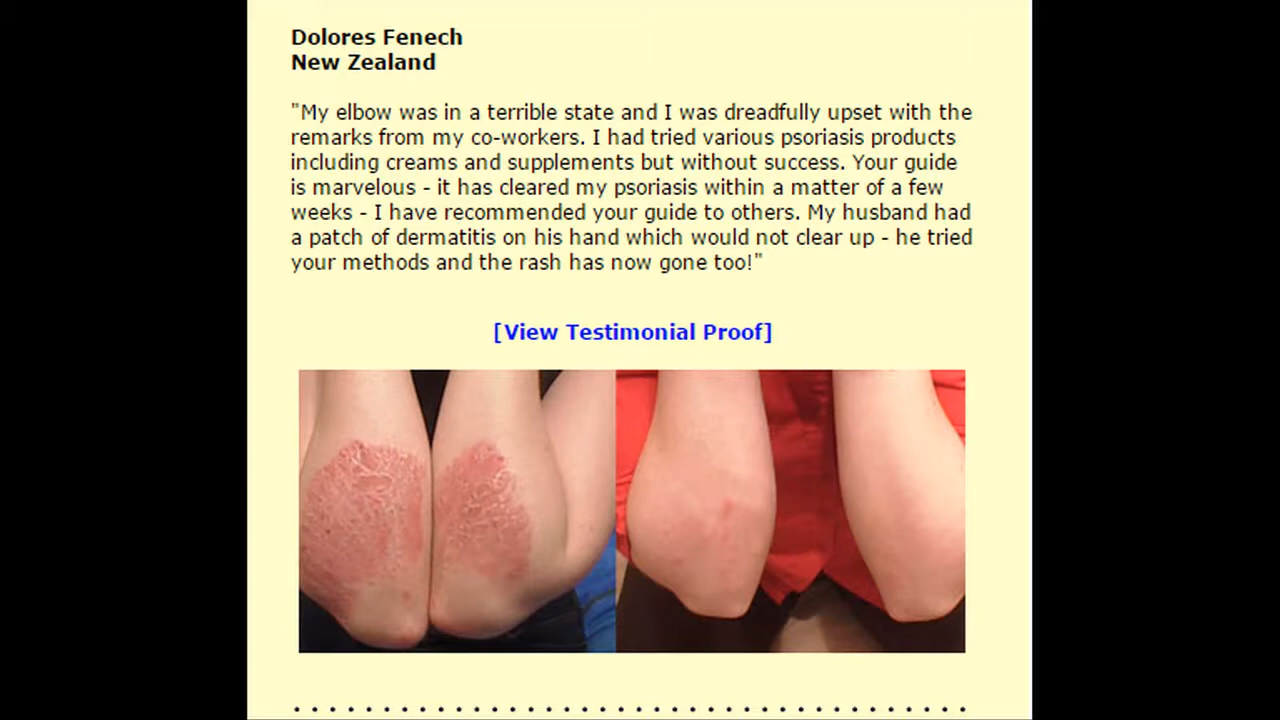 Dolores Fenech
New Zealand
"My elbow was in a terrible state and I was dreadfully upset with the
remarks from my co-workers. I had tried various psoriasis products
including creams and supplements but without success. Your guide
is marvelous - it has cleared my psoriasis within a matter of a few
weeks - I have recommended your guide to others. My husband had
a patch of dermatitis on his hand which would not clear up - he tried
your methods and the rash has now gone too!"
[View Testimonial Proof]